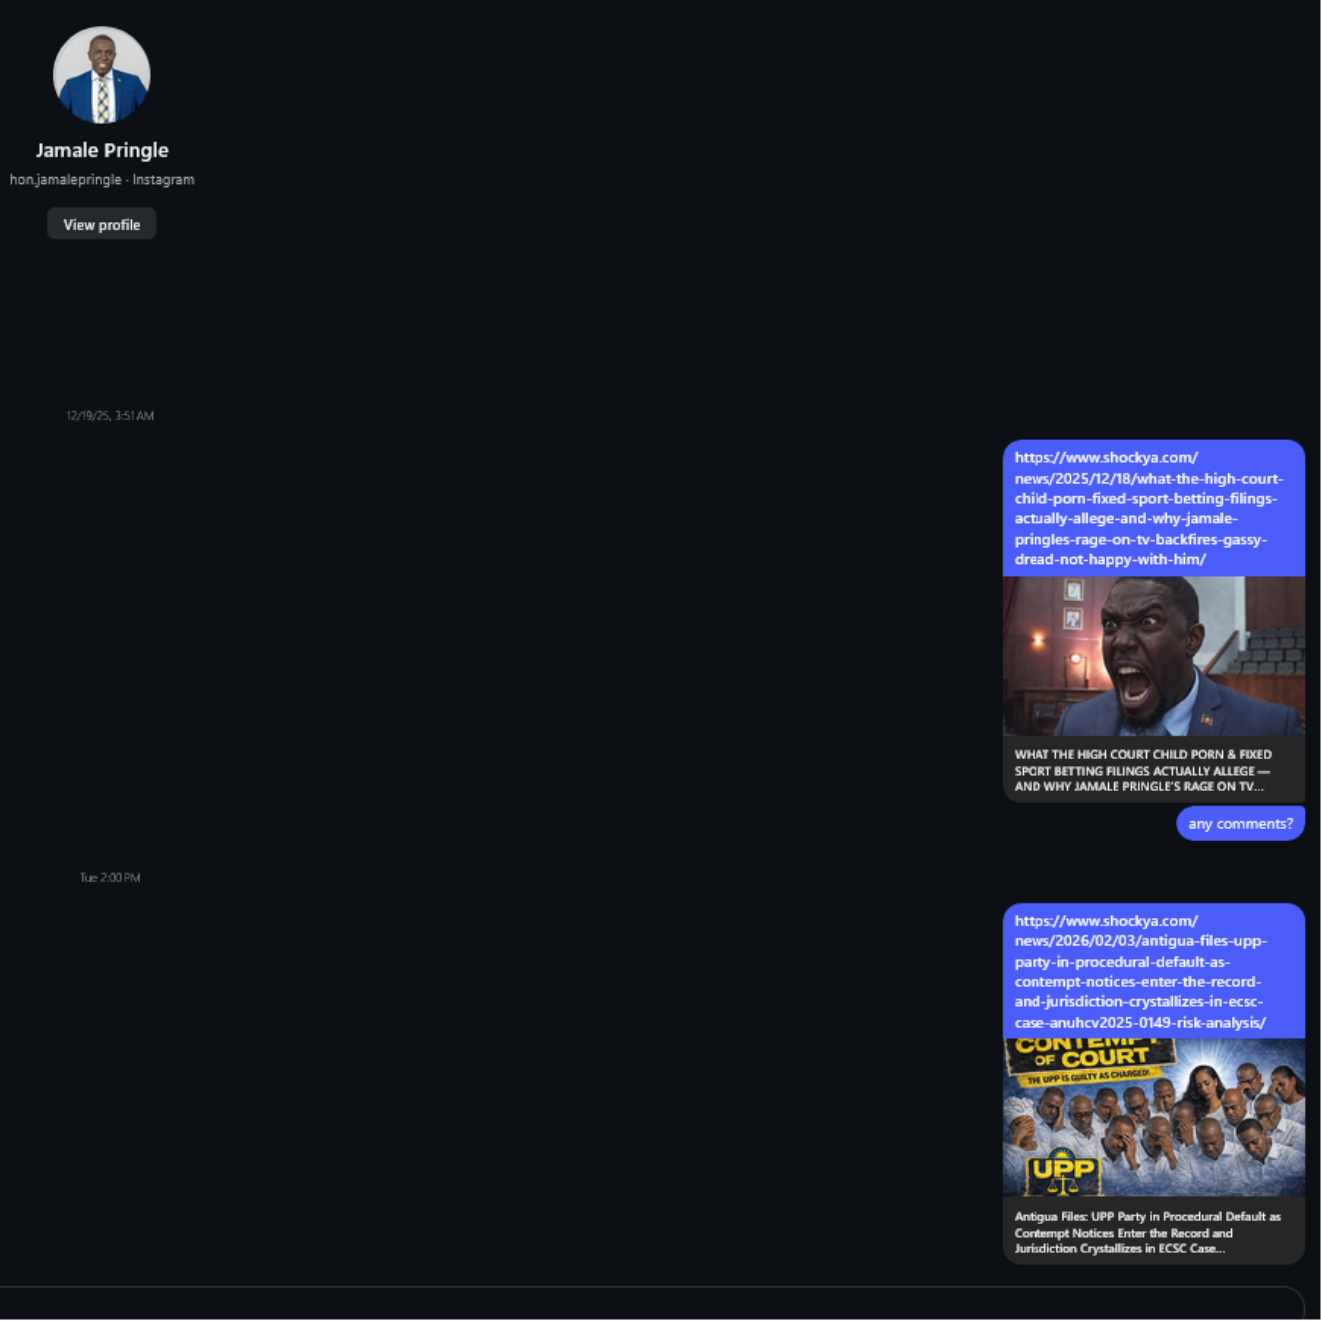 Jamale Pringle
hon.jamalepringle · Instagram
View profile
12/19/25, 3:51 AM
https://www.shockya.com/
news/2025/12/18/what-the-high-court-
child-porn-fixed-sport-betting-filings-
actually-allege-and-why-jamale-
pringles-rage-on-tv-backfires-gassy-
dread-not-happy-with-him/
WHAT THE HIGH COURT CHILD PORN & FIXED
SPORT BETTING FILINGS ACTUALLY ALLEGE —
AND WHY JAMALE PRINGLE'S RAGE ON TV...
any comments?
Tue 2:00 PM
https://www.shockya.com/
news/2026/02/03/antigua-files-upp-
party-in-procedural-default-as-
contempt-notices-enter-the-record-
and-jurisdiction-crystallizes-in-ecsc-
case-anuhcv2025-0149-risk-analysis/
CONTEMPT
OF COURT
THE UPP IS GUILTY AS CHARGED!
UPP
Antigua Files: UPP Party in Procedural Default as
Contempt Notices Enter the Record and
Jurisdiction Crystallizes in ECSC Case...